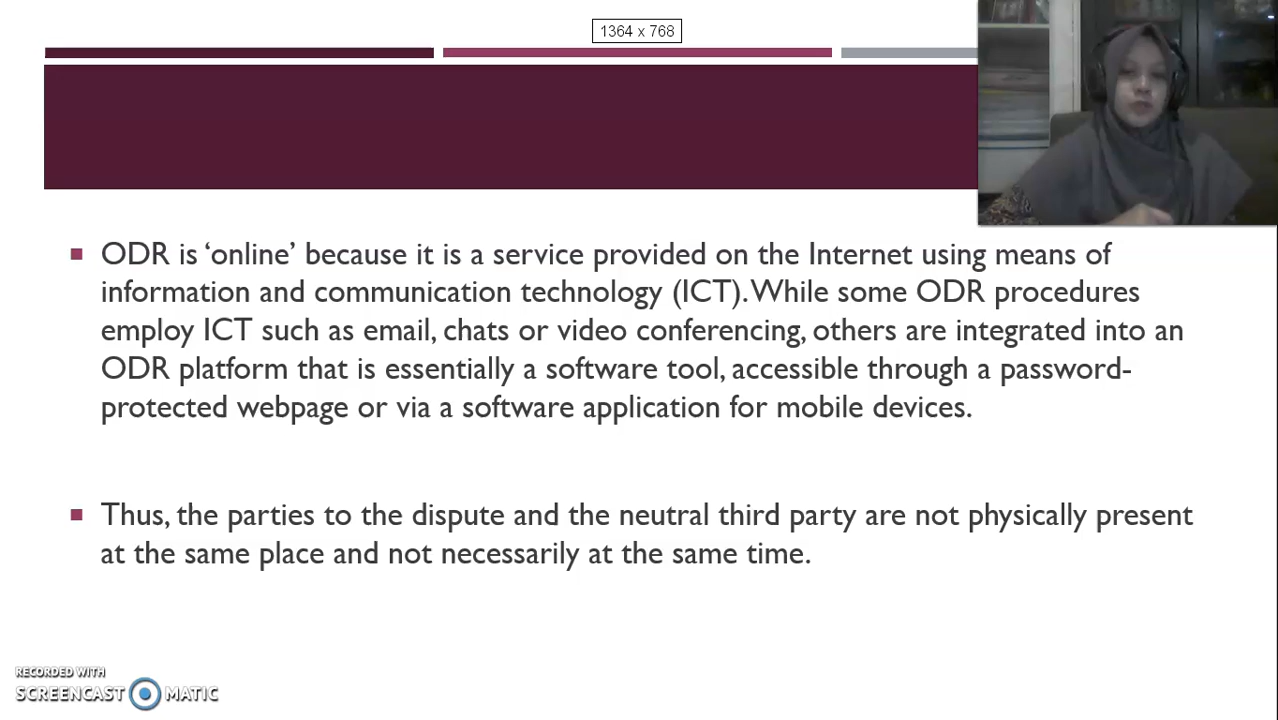 1364 x 768
ODR is ‘online’ because it is a service provided on the Internet using means of
information and communication technology (ICT). While some ODR procedures
employ ICT such as email, chats or video conferencing, others are integrated into an
ODR platform that is essentially a software tool, accessible through a password-
protected webpage or via a software application for mobile devices.
Thus, the parties to the dispute and the neutral third party are not physically present
at the same place and not necessarily at the same time.
RECORDED WITH
SCREENCAST MATIC